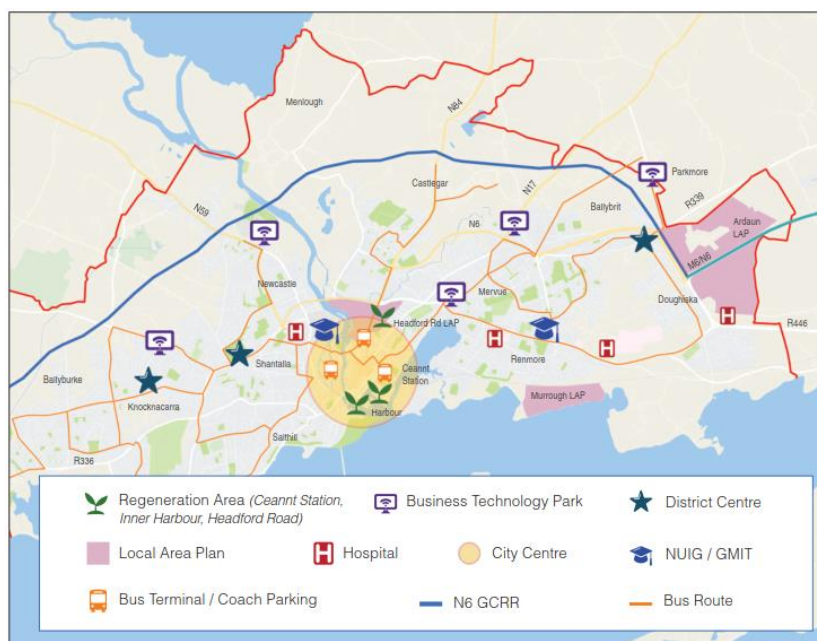 Menlough
N84
Castlegar
N17
Parkmore
R339
Ballybrit
Ardaun
LAP
N59
N6
M6/N6
Newcastle
Mervue
Doughiska
Headford Rd LAP
R446
Shantalla
Ceannt
Station
Renmore
Ballyburke
Knocknacarra
Harbour
Murrough LAP
Salthill
R336
Regeneration Area (Ceannt Station,
Inner Harbour, Headford Road)
Business Technology Park
District Centre
Local Area Plan
Hospital
City Centre
NUIG / GMIT
Bus Terminal / Coach Parking
N6 GCRR
Bus Route